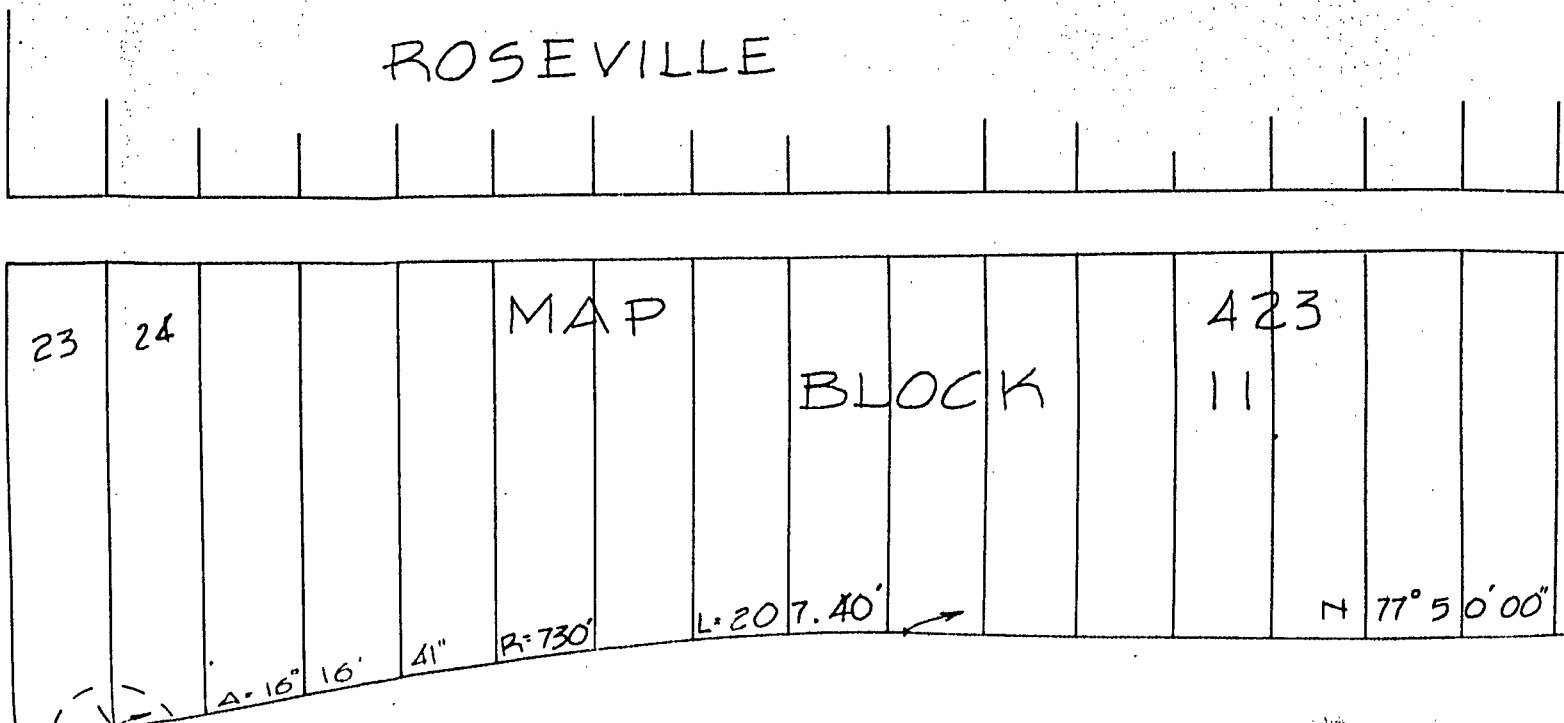 ROSEVILLE
MAP 423
23 24
BLOCK 11
Δ=16" 16' 41" R=730' L=207.40' N 77° 50' 00"